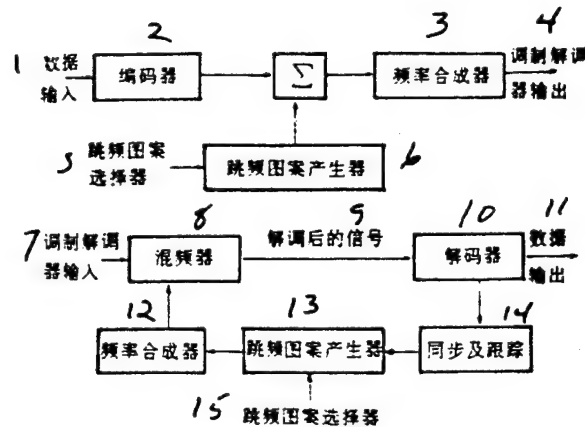 2
3
4
1
数据
输入
编码器
Σ
频率合成器
调制解调
器输出
5
跳频图案
选择器
跳频图案产生器
6
7
调制解调
器输入
8
混频器
9
解调后的信号
10
解码器
11
数据
输出
12
频率合成器
13
跳频图案产生器
14
同步及跟踪
15
跳频图案选择器